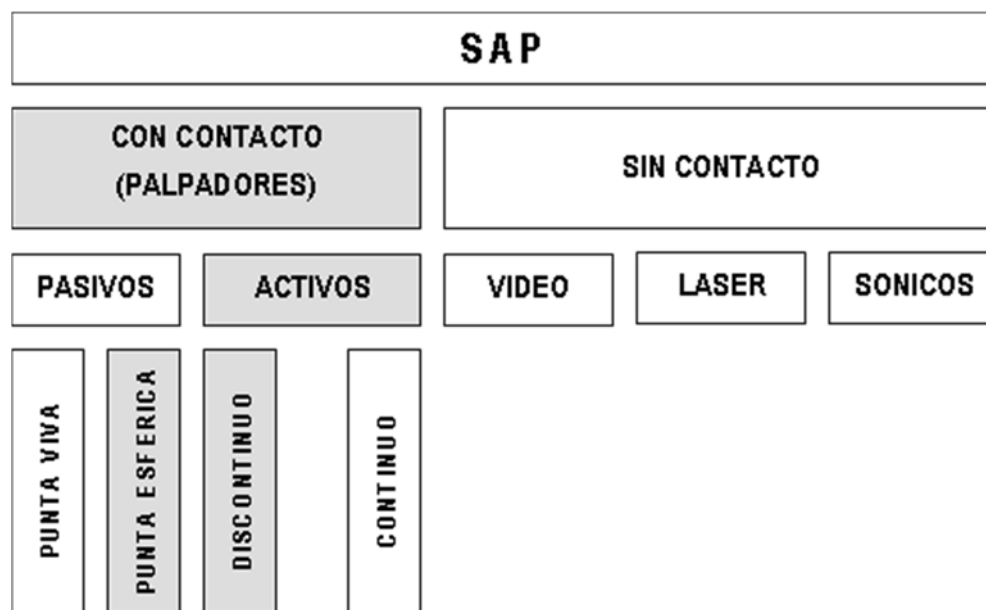 SAP
CON CONTACTO
(PALPADORES)
SIN CONTACTO
PASIVOS
ACTIVOS
VIDEO
LASER
SONICOS
PUNTA VIVA
PUNTA ESFERICA
DISCONTINUO
CONTINUO